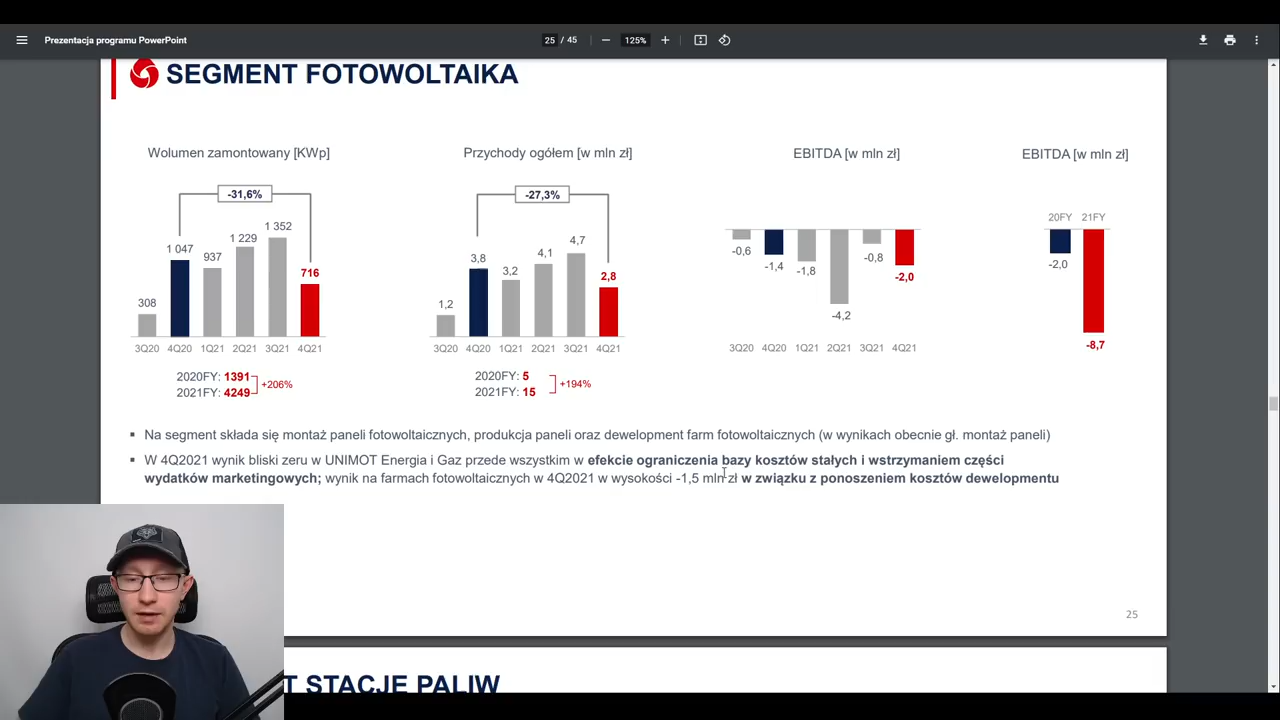 Prezentacja programu PowerPoint
25 / 45
125%
SEGMENT FOTOWOLTAIKA
Wolumen zamontowany [KWp]
-31,6%
308
1 047
937
1 229
1 352
716
3Q20 4Q20 1Q21 2Q21 3Q21 4Q21
2020FY: 1391
2021FY: 4249
+206%
Przychody ogółem [w mln zł]
-27,3%
1,2
3,8
3,2
4,1
4,7
2,8
3Q20 4Q20 1Q21 2Q21 3Q21 4Q21
2020FY: 5
2021FY: 15
+194%
EBITDA [w mln zł]
-0,6
-1,4
-1,8
-4,2
-0,8
-2,0
3Q20 4Q20 1Q21 2Q21 3Q21 4Q21
EBITDA [w mln zł]
20FY 21FY
-2,0
-8,7
▪ Na segment składa się montaż paneli fotowoltaicznych, produkcja paneli oraz dewelopment farm fotowoltaicznych (w wynikach obecnie gł. montaż paneli)
▪ W 4Q2021 wynik bliski zeru w UNIMOT Energia i Gaz przede wszystkim w efekcie ograniczenia bazy kosztów stałych i wstrzymaniem części
wydatków marketingowych; wynik na farmach fotowoltaicznych w 4Q2021 w wysokości -1,5 mln zł w związku z ponoszeniem kosztów dewelopmentu
25
T STACJE PALIW